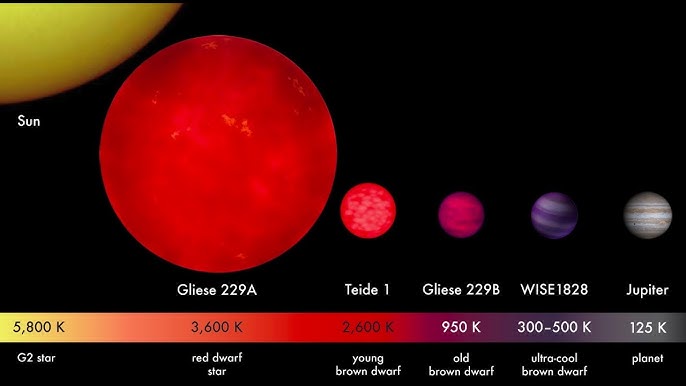 Sun
Gliese 229A
Teide 1
Gliese 229B
WISE1828
Jupiter
5,800 K
3,600 K
2,600 K
950 K
300–500 K
125 K
G2 star
red dwarf
star
young
brown dwarf
old
brown dwarf
ultra-cool
brown dwarf
planet